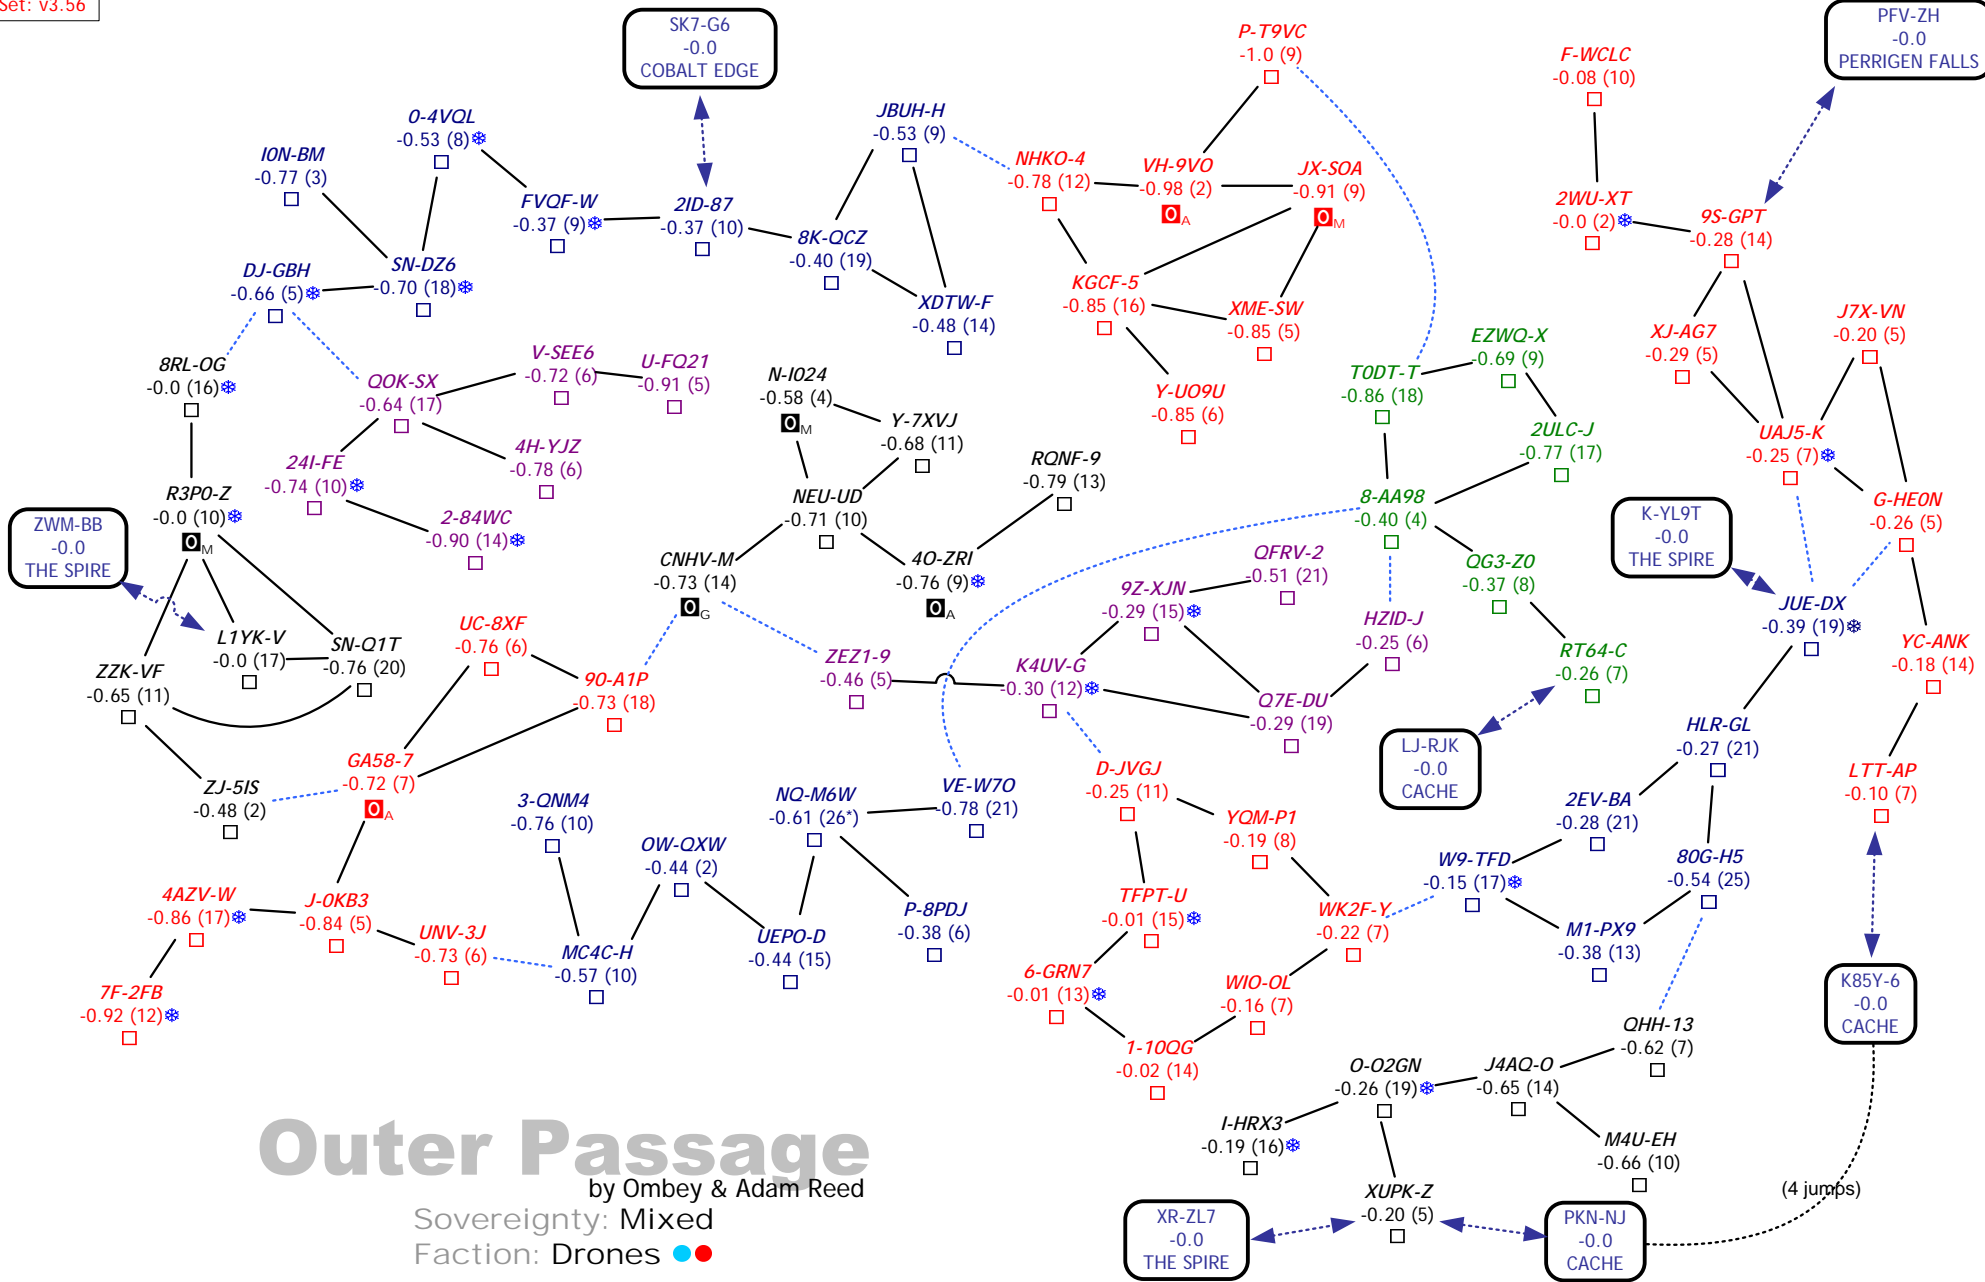 Set: v3.56
SK7-G6
-0.0
COBALT EDGE
PFV-ZH
-0.0
PERRIGEN FALLS
P-T9VC
-1.0 (9)
F-WCLC
-0.08 (10)
0-4VQL
-0.53 (8)
JBUH-H
-0.53 (9)
I0N-BM
-0.77 (3)
NHKO-4
-0.78 (12)
VH-9VO
-0.98 (2)
0A
JX-SOA
-0.91 (9)
0M
FVQF-W
-0.37 (9)
2ID-87
-0.37 (10)
2WU-XT
-0.0 (2)
9S-GPT
-0.28 (14)
8K-QCZ
-0.40 (19)
SN-DZ6
-0.70 (18)
DJ-GBH
-0.66 (5)
KGCF-5
-0.85 (16)
XDTW-F
-0.48 (14)
XME-SW
-0.85 (5)
J7X-VN
-0.20 (5)
XJ-AG7
-0.29 (5)
EZWQ-X
-0.69 (9)
8RL-OG
-0.0 (16)
V-SEE6
-0.72 (6)
U-FQ21
-0.91 (5)
QOK-SX
-0.64 (17)
N-I024
-0.58 (4)
0M
T0DT-T
-0.86 (18)
Y-UO9U
-0.85 (6)
Y-7XVJ
-0.68 (11)
2ULC-J
-0.77 (17)
UAJ5-K
-0.25 (7)
4H-YJZ
-0.78 (6)
24I-FE
-0.74 (10)
RQNF-9
-0.79 (13)
R3P0-Z
-0.0 (10)
0M
NEU-UD
-0.71 (10)
8-AA98
-0.40 (4)
G-HE0N
-0.26 (5)
K-YL9T
-0.0
THE SPIRE
ZWM-BB
-0.0
THE SPIRE
2-84WC
-0.90 (14)
CNHV-M
-0.73 (14)
0G
4O-ZRI
-0.76 (9)
0A
QFRV-2
-0.51 (21)
QG3-Z0
-0.37 (8)
9Z-XJN
-0.29 (15)
HZID-J
-0.25 (6)
JUE-DX
-0.39 (19)
UC-8XF
-0.76 (6)
L1YK-V
-0.0 (17)
SN-Q1T
-0.76 (20)
RT64-C
-0.26 (7)
YC-ANK
-0.18 (14)
ZEZ1-9
-0.46 (5)
K4UV-G
-0.30 (12)
ZZK-VF
-0.65 (11)
90-A1P
-0.73 (18)
Q7E-DU
-0.29 (19)
HLR-GL
-0.27 (21)
LJ-RJK
-0.0
CACHE
GA58-7
-0.72 (7)
0A
D-JVGJ
-0.25 (11)
LTT-AP
-0.10 (7)
ZJ-5IS
-0.48 (2)
3-QNM4
-0.76 (10)
NQ-M6W
-0.61 (26*)
VE-W7O
-0.78 (21)
2EV-BA
-0.28 (21)
YQM-P1
-0.19 (8)
OW-QXW
-0.44 (2)
W9-TFD
-0.15 (17)
80G-H5
-0.54 (25)
4AZV-W
-0.86 (17)
J-0KB3
-0.84 (5)
TFPT-U
-0.01 (15)
WK2F-Y
-0.22 (7)
P-8PDJ
-0.38 (6)
UNV-3J
-0.73 (6)
UEPO-D
-0.44 (15)
M1-PX9
-0.38 (13)
MC4C-H
-0.57 (10)
6-GRN7
-0.01 (13)
WIO-OL
-0.16 (7)
K85Y-6
-0.0
CACHE
7F-2FB
-0.92 (12)
QHH-13
-0.62 (7)
1-10QG
-0.02 (14)
O-O2GN
-0.26 (19)
J4AQ-O
-0.65 (14)
I-HRX3
-0.19 (16)
M4U-EH
-0.66 (10)
XUPK-Z
-0.20 (5)
(4 jumps)
XR-ZL7
-0.0
THE SPIRE
PKN-NJ
-0.0
CACHE
Outer Passage
by Ombey & Adam Reed
Sovereignty: Mixed
Faction: Drones